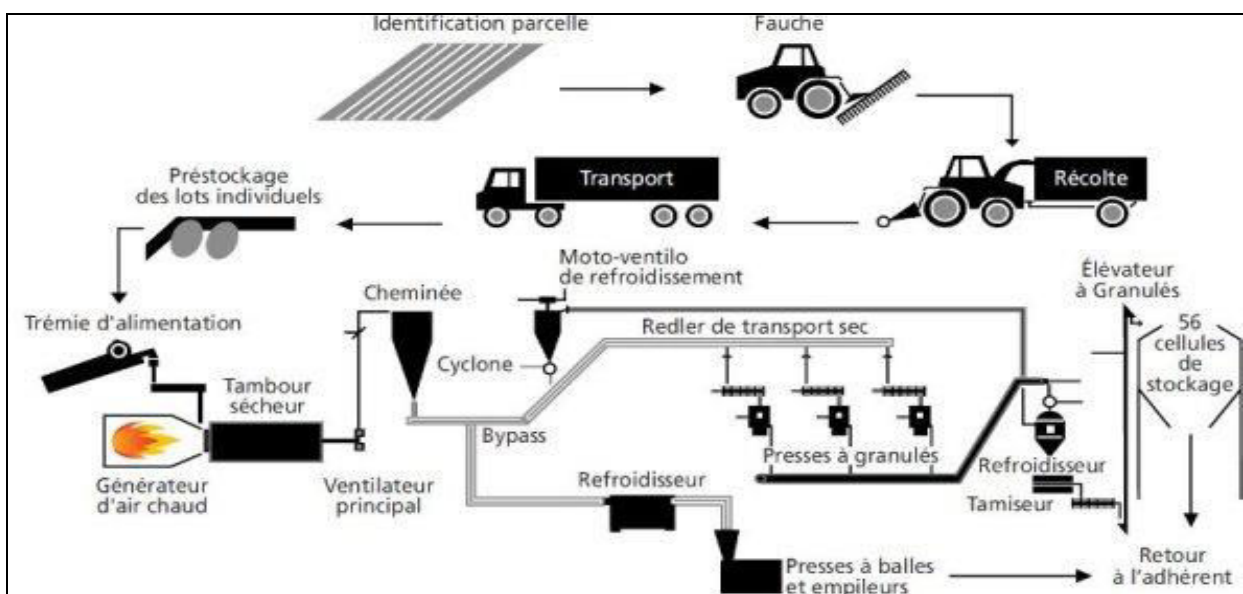 Identification parcelle
Fauche
Récolte
Transport
Préstockage
des lots individuels
Trémie d'alimentation
Générateur
d'air chaud
Tambour
sécheur
Ventilateur
principal
Cheminée
Moto-ventilo
de refroidissement
Cyclone
Bypass
Redler de transport sec
Presses à granulés
Refroidisseur
Presses à balles
et empileurs
Refroidisseur
Tamiseur
Élévateur
à Granulés
56
cellules
de
stockage
Retour
à l'adhérent